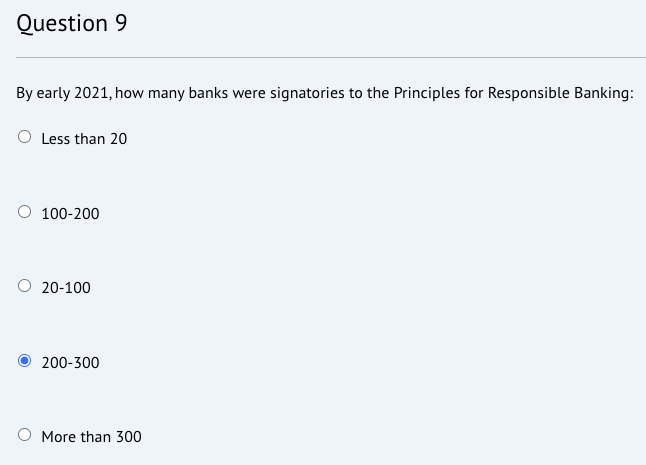 Question 9
By early 2021, how many banks were signatories to the Principles for Responsible Banking:
Less than 20
100-200
20-100
200-300
More than 300